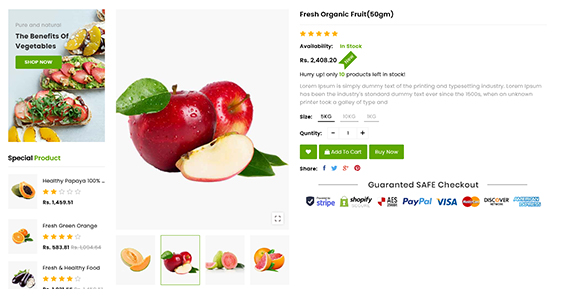 Pure and natural
The Benefits Of
Vegetables
SHOP NOW
Special Product
Healthy Papaya 100% ...
Rs. 1,459.51
Fresh Green Orange
Rs. 583.81 Rs. 1,004.64
Fresh & Healthy Food
Fresh Organic Fruit(50gm)
Availability: In Stock
Rs. 2,408.20
Hurry up! only 10 products left in stock!
Lorem Ipsum is simply dummy text of the printing and typesetting industry. Lorem Ipsum
has been the industry's standard dummy text ever since the 1500s, when an unknown
printer took a galley of type and
Size: 5KG 10KG 1KG
Quntity: - 1 +
Add To Cart Buy Now
Share:
Guaranted SAFE Checkout
stripe shopify SECURE AES 256bit PayPal VISA MasterCard DISCOVER NETWORK AMERICAN EXPRESS